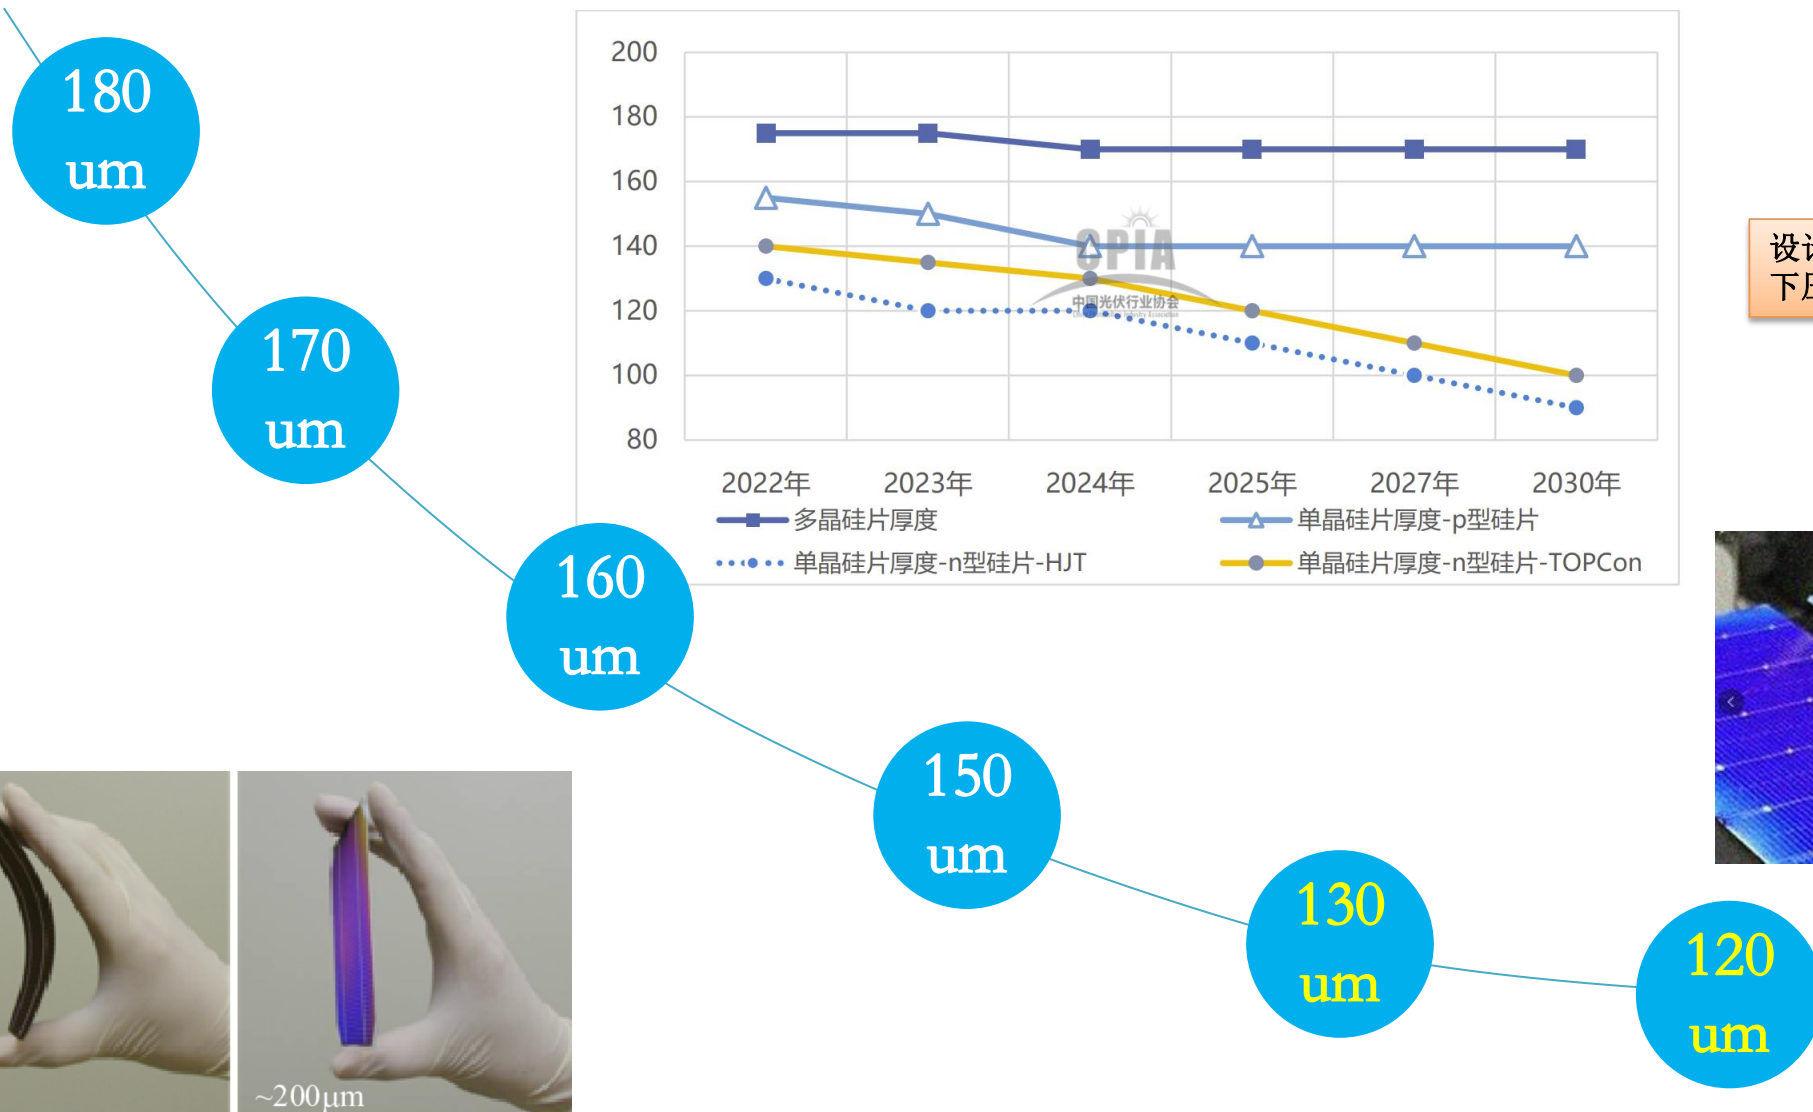 180
um
170
um
160
um
150
um
130
um
120
um
200
180
160
140
120
100
80
CPIA
中国光伏行业协会
2022年
2023年
2024年
2025年
2027年
2030年
多晶硅片厚度
单晶硅片厚度-p型硅片
单晶硅片厚度-n型硅片-HJT
单晶硅片厚度-n型硅片-TOPCon
下
~200μm